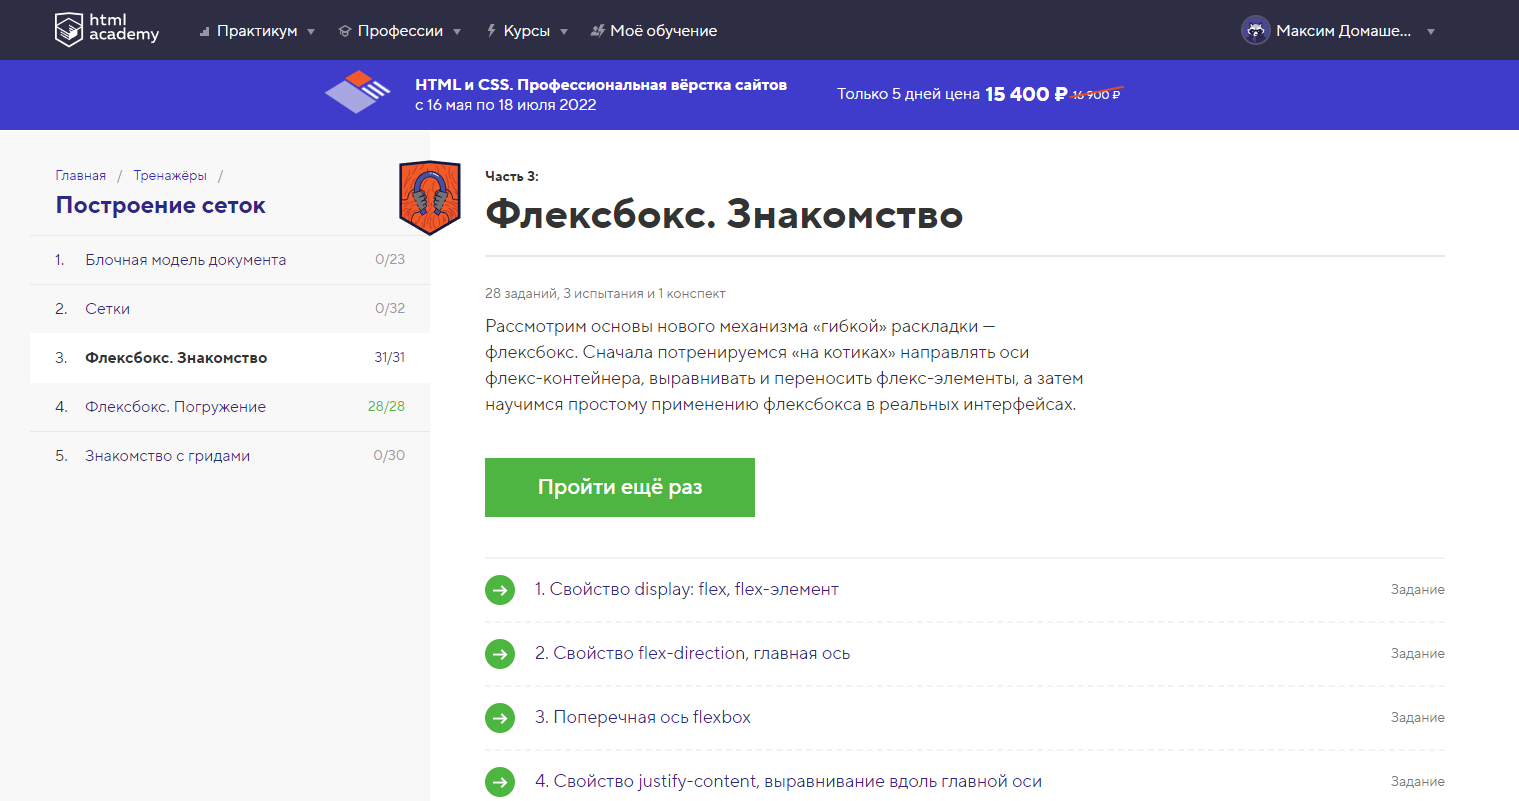 html
academy
Практикум
Профессии
Курсы
Моё обучение
Максим Домаше...
HTML и CSS. Профессиональная вёрстка сайтов
с 16 мая по 18 июля 2022
Только 5 дней цена 15 400 ₽ 16 900 ₽
Главная / Тренажёры /
Построение сеток
1. Блочная модель документа 0/23
2. Сетки 0/32
3. Флексбокс. Знакомство 31/31
4. Флексбокс. Погружение 28/28
5. Знакомство с гридами 0/30
Часть 3:
Флексбокс. Знакомство
28 заданий, 3 испытания и 1 конспект
Рассмотрим основы нового механизма «гибкой» раскладки —
флексбокс. Сначала потренируемся «на котиках» направлять оси
флекс-контейнера, выравнивать и переносить флекс-элементы, а затем
научимся простому применению флексбокса в реальных интерфейсах.
Пройти ещё раз
1. Свойство display: flex, flex-элемент Задание
2. Свойство flex-direction, главная ось Задание
3. Поперечная ось flexbox Задание
4. Свойство justify-content, выравнивание вдоль главной оси Задание